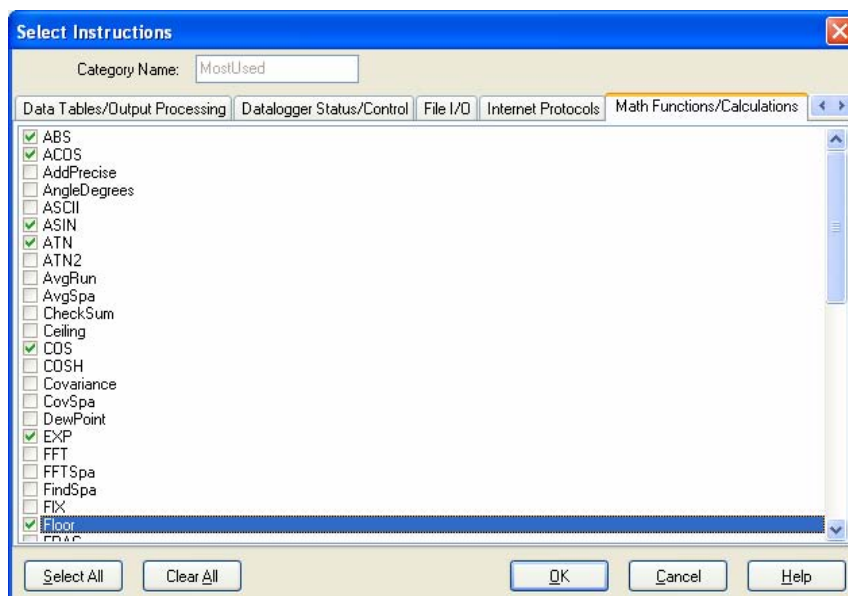 Select Instructions
Category Name: MostUsed
Data Tables/Output Processing Datalogger Status/Control File I/O Internet Protocols Math Functions/Calculations
ABS
ACOS
AddPrecise
AngleDegrees
ASCII
ASIN
ATN
ATN2
AvgRun
AvgSpa
CheckSum
Ceiling
COS
COSH
Covariance
CovSpa
DewPoint
EXP
FFT
FFTSpa
FindSpa
FIX
Floor
Select All Clear All OK Cancel Help